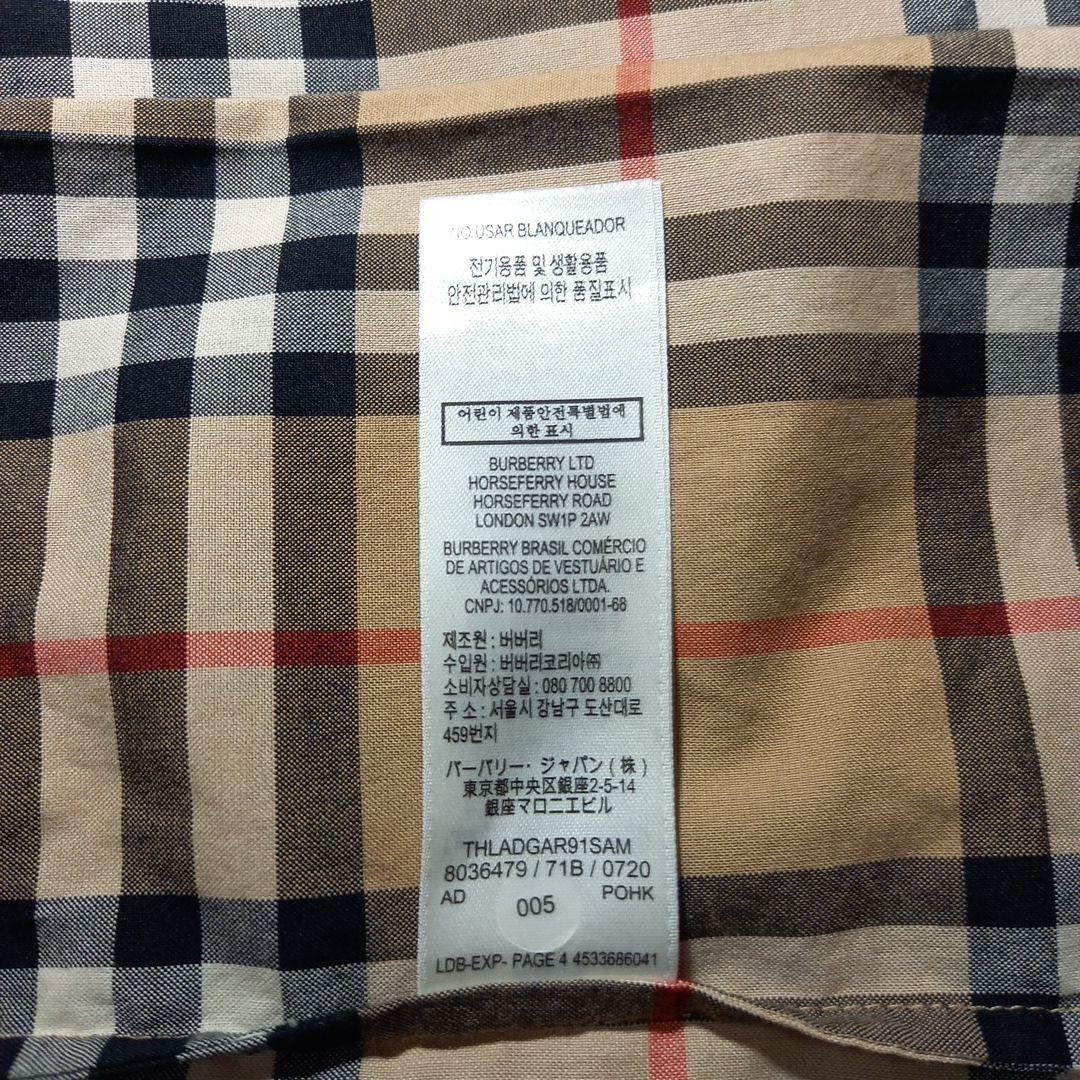 NO USAR BLANQUEADOR
전기용품 및 생활용품
안전관리법에 의한 품질표시
어린이 제품안전특별법에
의한 표시
BURBERRY LTD
HORSEFERRY HOUSE
HORSEFERRY ROAD
LONDON SW1P 2AW
BURBERRY BRASIL COMÉRCIO
DE ARTIGOS DE VESTUÁRIO E
ACESSÓRIOS LTDA.
CNPJ: 10.770.518/0001-68
제조원 : 버버리
수입원 : 버버리코리아㈜
소비자상담실 : 080 700 8800
주 소 : 서울시 강남구 도산대로
459번지
バーバリー・ジャパン(株)
東京都中央区銀座2-5-14
銀座マロニエビル
THLADGAR91SAM
8036479 / 71B / 0720
AD POHK
005
LDB-EXP- PAGE 4 4533686041